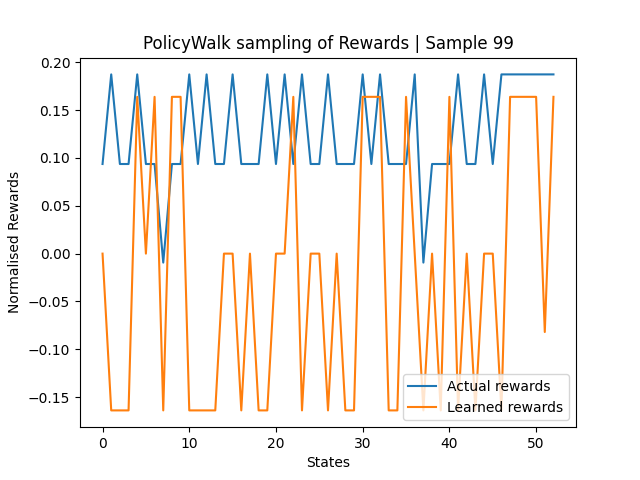 PolicyWalk sampling of Rewards | Sample 99
0.20
0.15
0.10
0.05
0.00
−0.05
−0.10
−0.15
Normalised Rewards
Actual rewards
Learned rewards
0 10 20 30 40 50
States